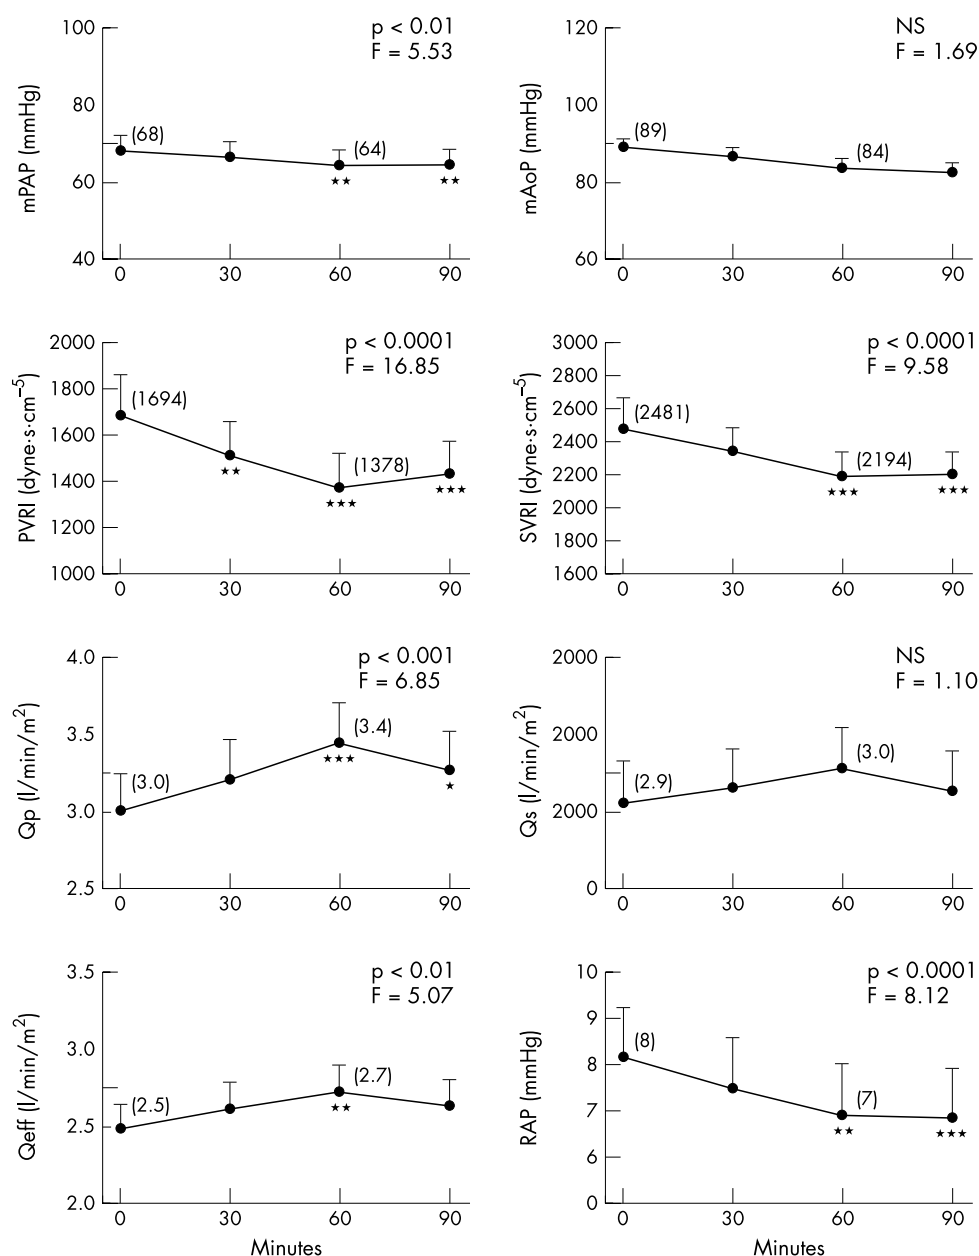 100
80
60
40
mPAP (mmHg)
p < 0.01
F = 5.53
(68)
(64)
★★
★★
0 30 60 90
120
100
80
60
mAoP (mmHg)
NS
F = 1.69
(89)
(84)
0 30 60 90
2000
1800
1600
1400
1200
1000
PVRI (dyne·s·cm⁻⁵)
p < 0.0001
F = 16.85
(1694)
(1378)
★★
★★★
★★★
0 30 60 90
3000
2800
2600
2400
2200
2000
1800
1600
SVRI (dyne·s·cm⁻⁵)
p < 0.0001
F = 9.58
(2481)
(2194)
★★★
★★★
0 30 60 90
4.0
3.5
3.0
2.5
Qp (l/min/m²)
p < 0.001
F = 6.85
(3.0)
(3.4)
★★★
★
0 30 60 90
2000
2000
2000
0
Qs (l/min/m²)
NS
F = 1.10
(2.9)
(3.0)
0 30 60 90
3.5
3.0
2.5
2.0
Qeff (l/min/m²)
p < 0.01
F = 5.07
(2.5)
(2.7)
★★
0 30 60 90
Minutes
10
9
8
7
6
0
RAP (mmHg)
p < 0.0001
F = 8.12
(8)
(7)
★★
★★★
0 30 60 90
Minutes